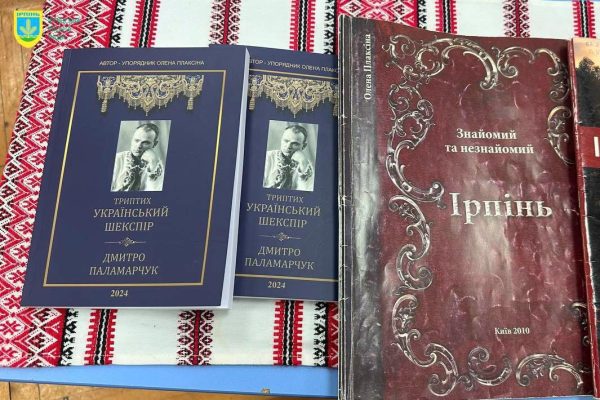 ІРПІНЬ
АВТОР - УПОРЯДНИК ОЛЕНА ПЛАКСІНА
ТРИПТИХ
УКРАЇНСЬКИЙ
ШЕКСПІР
ДМИТРО
ПАЛАМАРЧУК
2024
АВТОР - УПОРЯДНИК ОЛЕНА ПЛАКСІНА
ТРИПТИХ
УКРАЇНСЬКИЙ
ШЕКСПІР
ДМИТРО
ПАЛАМАРЧУК
2024
Олена Плаксіна
Знайомий
та незнайомий
Ірпінь
Київ 2010